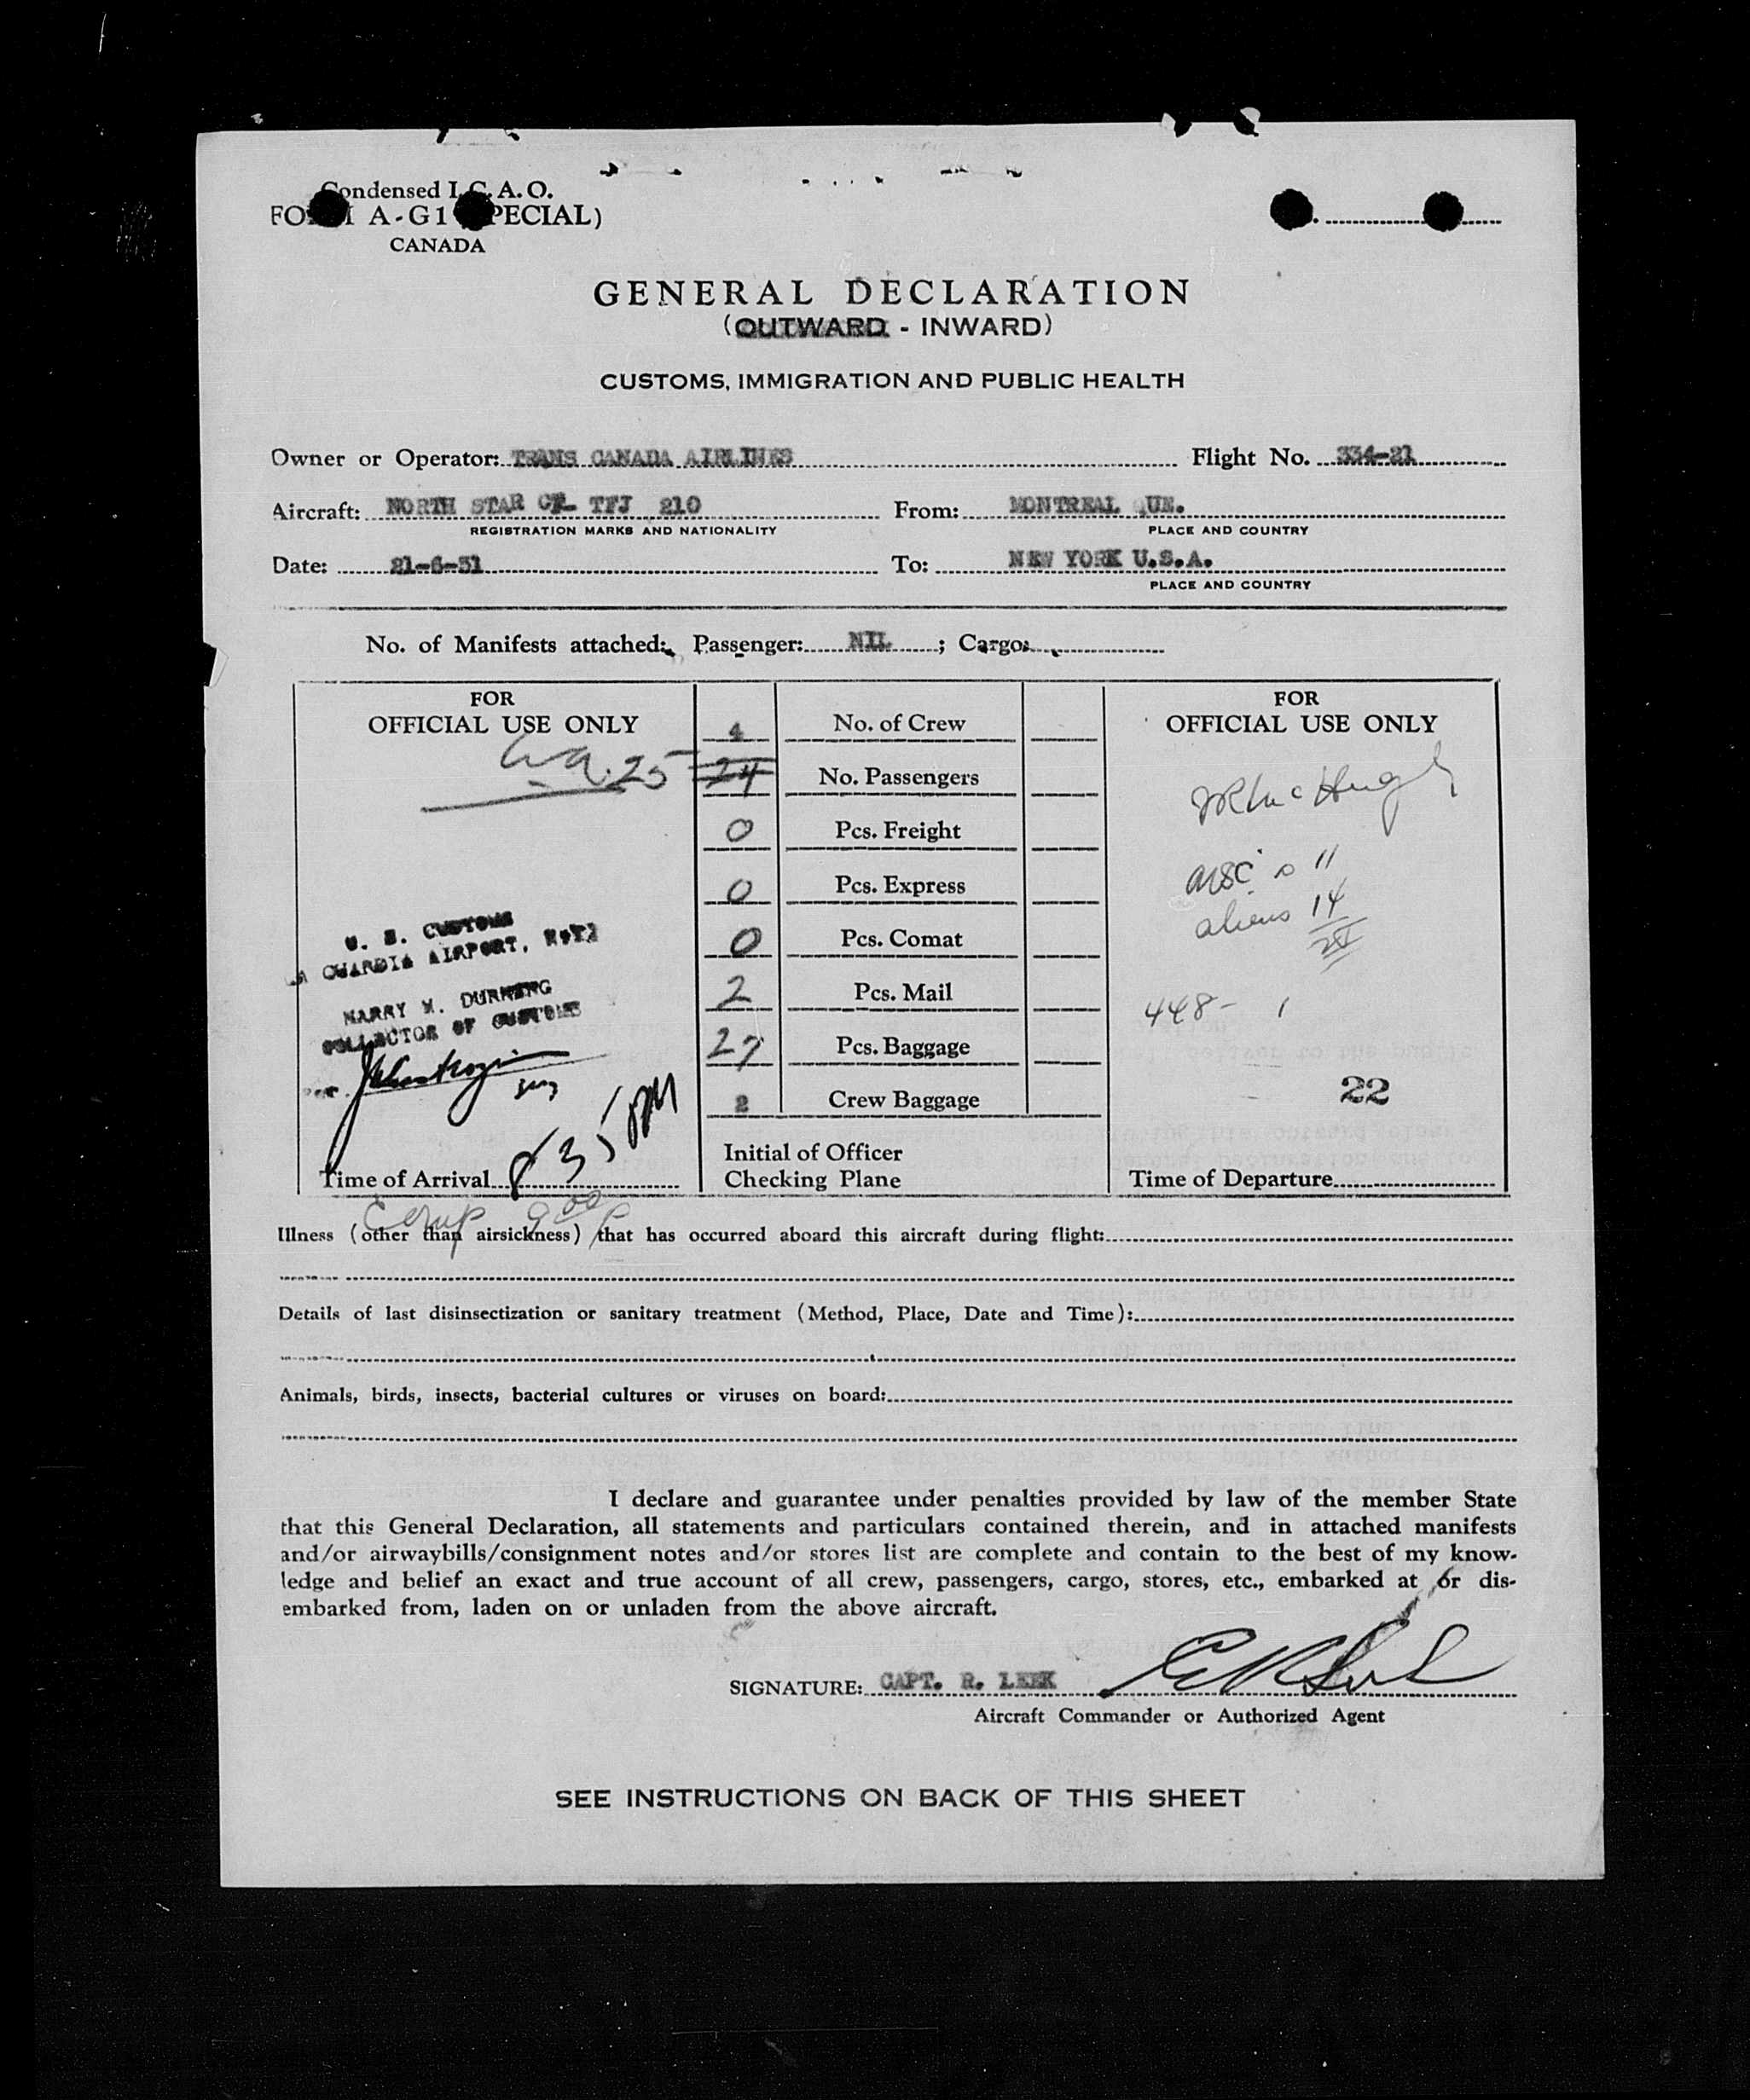 Condensed I.C.A.O.
FORM A-G1 (SPECIAL)
CANADA
GENERAL DECLARATION
(OUTWARD - INWARD)
CUSTOMS, IMMIGRATION AND PUBLIC HEALTH
Owner or Operator: TRANS CANADA AIRLINES Flight No. 334-21
Aircraft: NORTH STAR CF- TFJ 210 From: MONTREAL QUE.
REGISTRATION MARKS AND NATIONALITY PLACE AND COUNTRY
Date: 21-6-51 To: NEW YORK U.S.A.
PLACE AND COUNTRY
No. of Manifests attached: Passenger: NIL ; Cargo:
FOR
OFFICIAL USE ONLY
25
U. S. CUSTOMS
LA GUARDIA AIRPORT, N.Y.
HARRY M. DURNING
COLLECTOR OF CUSTOMS
Time of Arrival 8 35 PM
4 No. of Crew
24 No. Passengers
0 Pcs. Freight
0 Pcs. Express
0 Pcs. Comat
2 Pcs. Mail
27 Pcs. Baggage
2 Crew Baggage
Initial of Officer
Checking Plane
FOR
OFFICIAL USE ONLY
JR McHugh
11
aliens 14
448- 1
22
Time of Departure
900 P
Illness (other than airsickness) that has occurred aboard this aircraft during flight:
Details of last disinsectization or sanitary treatment (Method, Place, Date and Time):
Animals, birds, insects, bacterial cultures or viruses on board:
I declare and guarantee under penalties provided by law of the member State
that this General Declaration, all statements and particulars contained therein, and in attached manifests
and/or airwaybills/consignment notes and/or stores list are complete and contain to the best of my know-
ledge and belief an exact and true account of all crew, passengers, cargo, stores, etc., embarked at or dis-
embarked from, laden on or unladen from the above aircraft.
SIGNATURE: CAPT. R. LEEK
Aircraft Commander or Authorized Agent
SEE INSTRUCTIONS ON BACK OF THIS SHEET